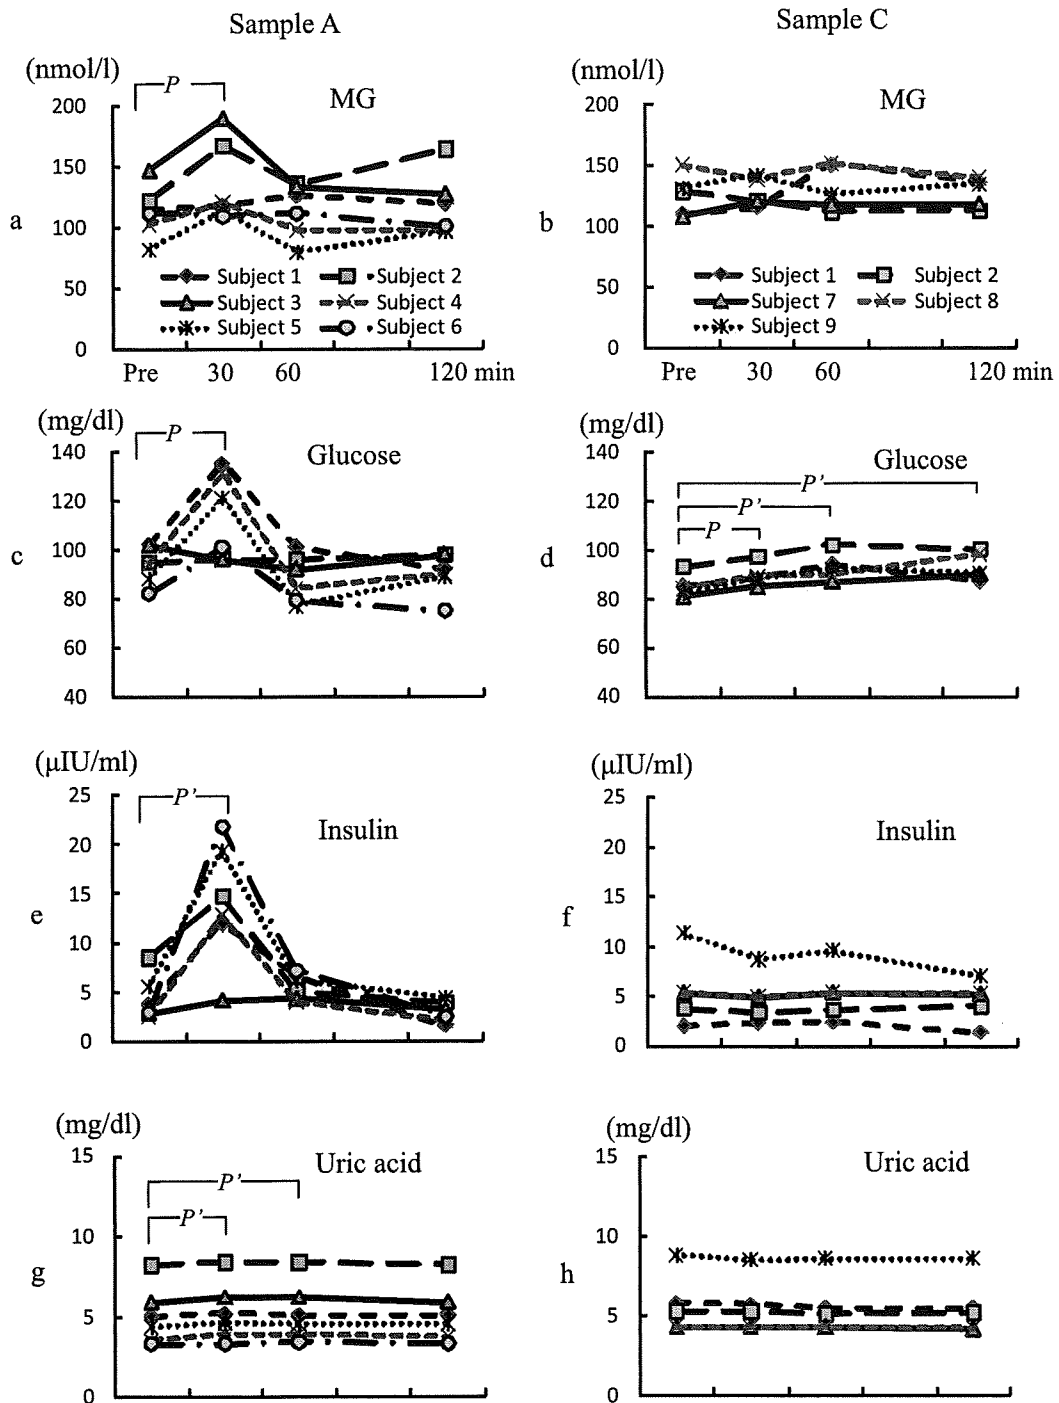 Sample A
Sample C
(nmol/l)
(nmol/l)
P
MG
MG
200
150
100
50
0
a
Subject 1 Subject 2
Subject 3 Subject 4
Subject 5 Subject 6
Pre 30 60 120 min
200
150
100
50
0
b
Subject 1 Subject 2
Subject 7 Subject 8
Subject 9
Pre 30 60 120 min
(mg/dl)
P
Glucose
140
120
100
80
60
40
c
(mg/dl)
Glucose
P'
P'
P
140
120
100
80
60
40
d
(μIU/ml)
P'
Insulin
25
20
15
10
5
0
e
(μIU/ml)
Insulin
25
20
15
10
5
0
f
(mg/dl)
Uric acid
P'
P'
15
10
5
0
g
(mg/dl)
Uric acid
15
10
5
0
h